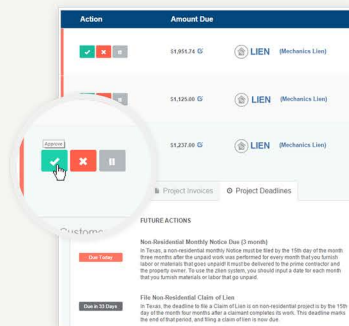 Action Amount Due
$1,951.74 LIEN (Mechanics Lien)
$1,125.00 LIEN (Mechanics Lien)
Approve
$1,237.00 LIEN (Mechanics Lien)
Project Invoices Project Deadlines
Custome
FUTURE ACTIONS
Non-Residential Monthly Notice Due (3 month)
Due Today
In Texas, a non-residential monthly Notice must be filed by the 15th day of the month
three months after the unpaid work was performed for every month that you furnish
labor or materials that goes unpaid! It must be delivered to the prime contractor and
the property owner. To use the zlien system, you should input a date for each month
that you furnish materials or labor that go unpaid.
File Non-Residential Claim of Lien
Due in 33 Days
In Texas, the deadline to file a Claim of Lien is on non-residential project is by the 15th
day of the month four months after a claimant completes its work. This deadline marks
the end of that period, and filing a claim of lien is now due.